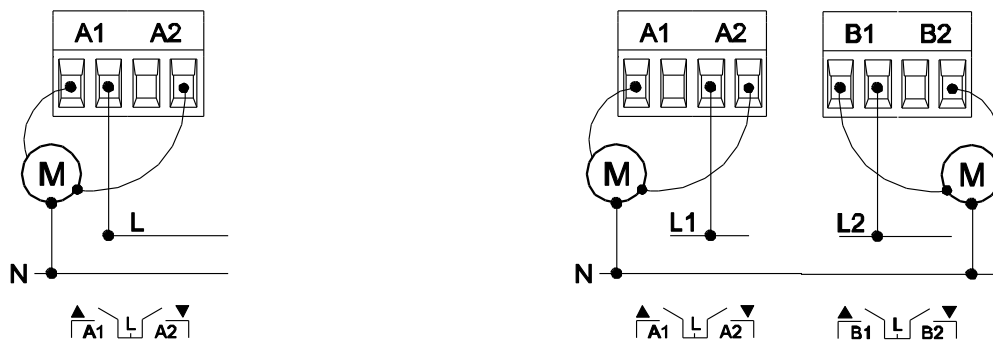 A1 A2 A1 A2 B1 B2
M M M
L L1 L2
N N
▲ L ▼ ▲ L ▼ ▲ L ▼
A1 A2 A1 A2 B1 B2